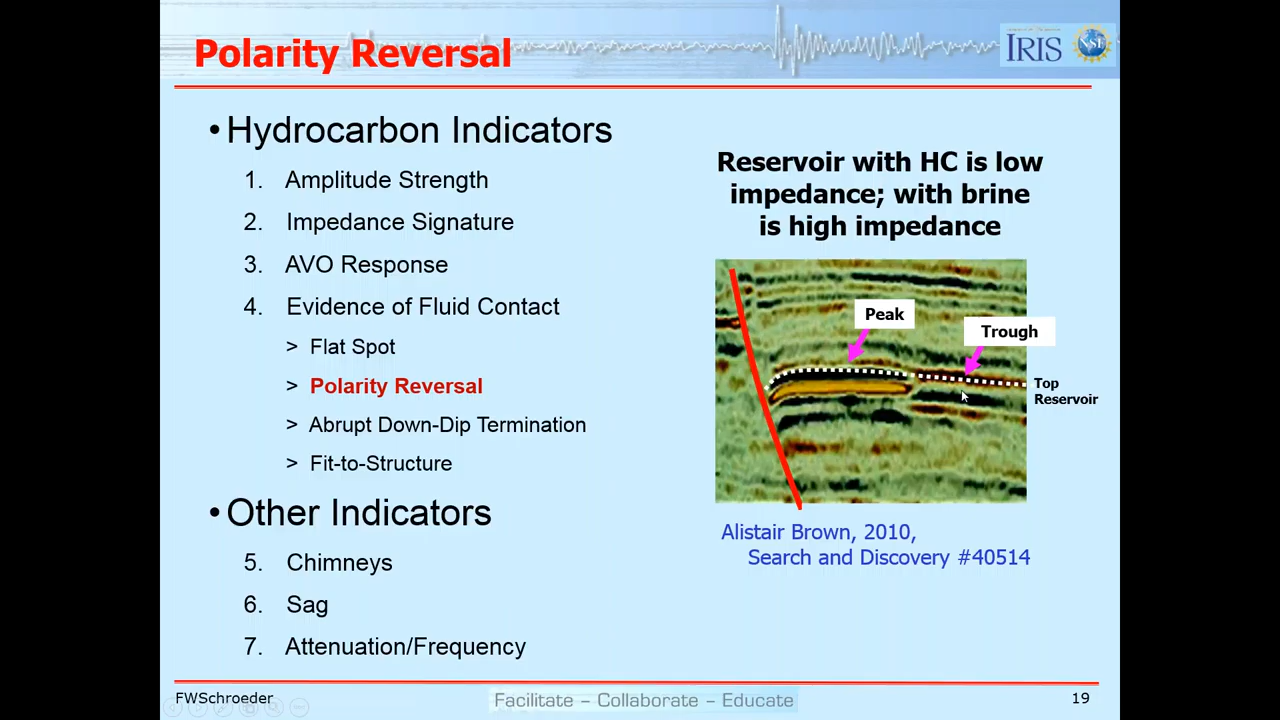 Polarity Reversal
IRIS
NSF
• Hydrocarbon Indicators
1. Amplitude Strength
2. Impedance Signature
3. AVO Response
4. Evidence of Fluid Contact
> Flat Spot
> Polarity Reversal
> Abrupt Down-Dip Termination
> Fit-to-Structure
• Other Indicators
5. Chimneys
6. Sag
7. Attenuation/Frequency
Reservoir with HC is low
impedance; with brine
is high impedance
Peak
Trough
Top
Reservoir
Alistair Brown, 2010,
Search and Discovery #40514
FWSchroeder
Facilitate – Collaborate – Educate
19